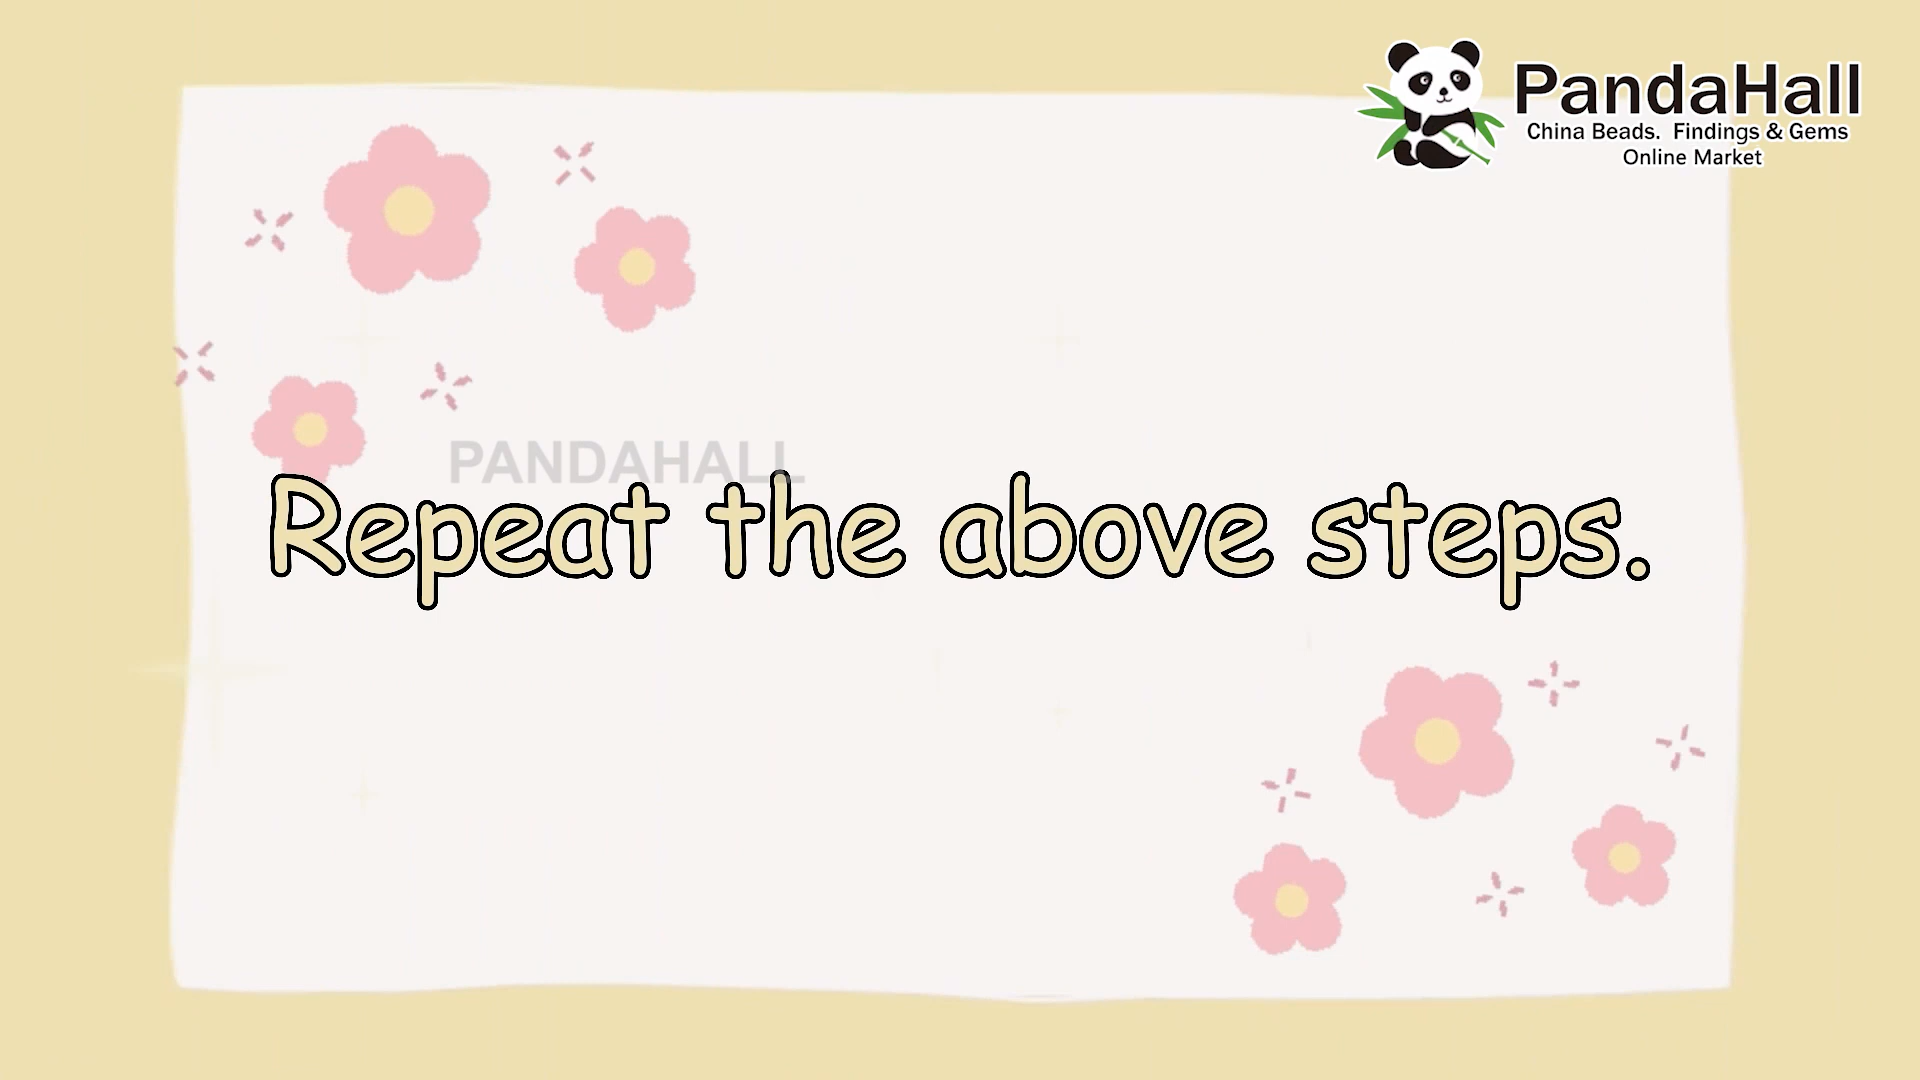 PandaHall
China Beads. Findings & Gems
Online Market
PANDAHALL
Repeat the above steps.